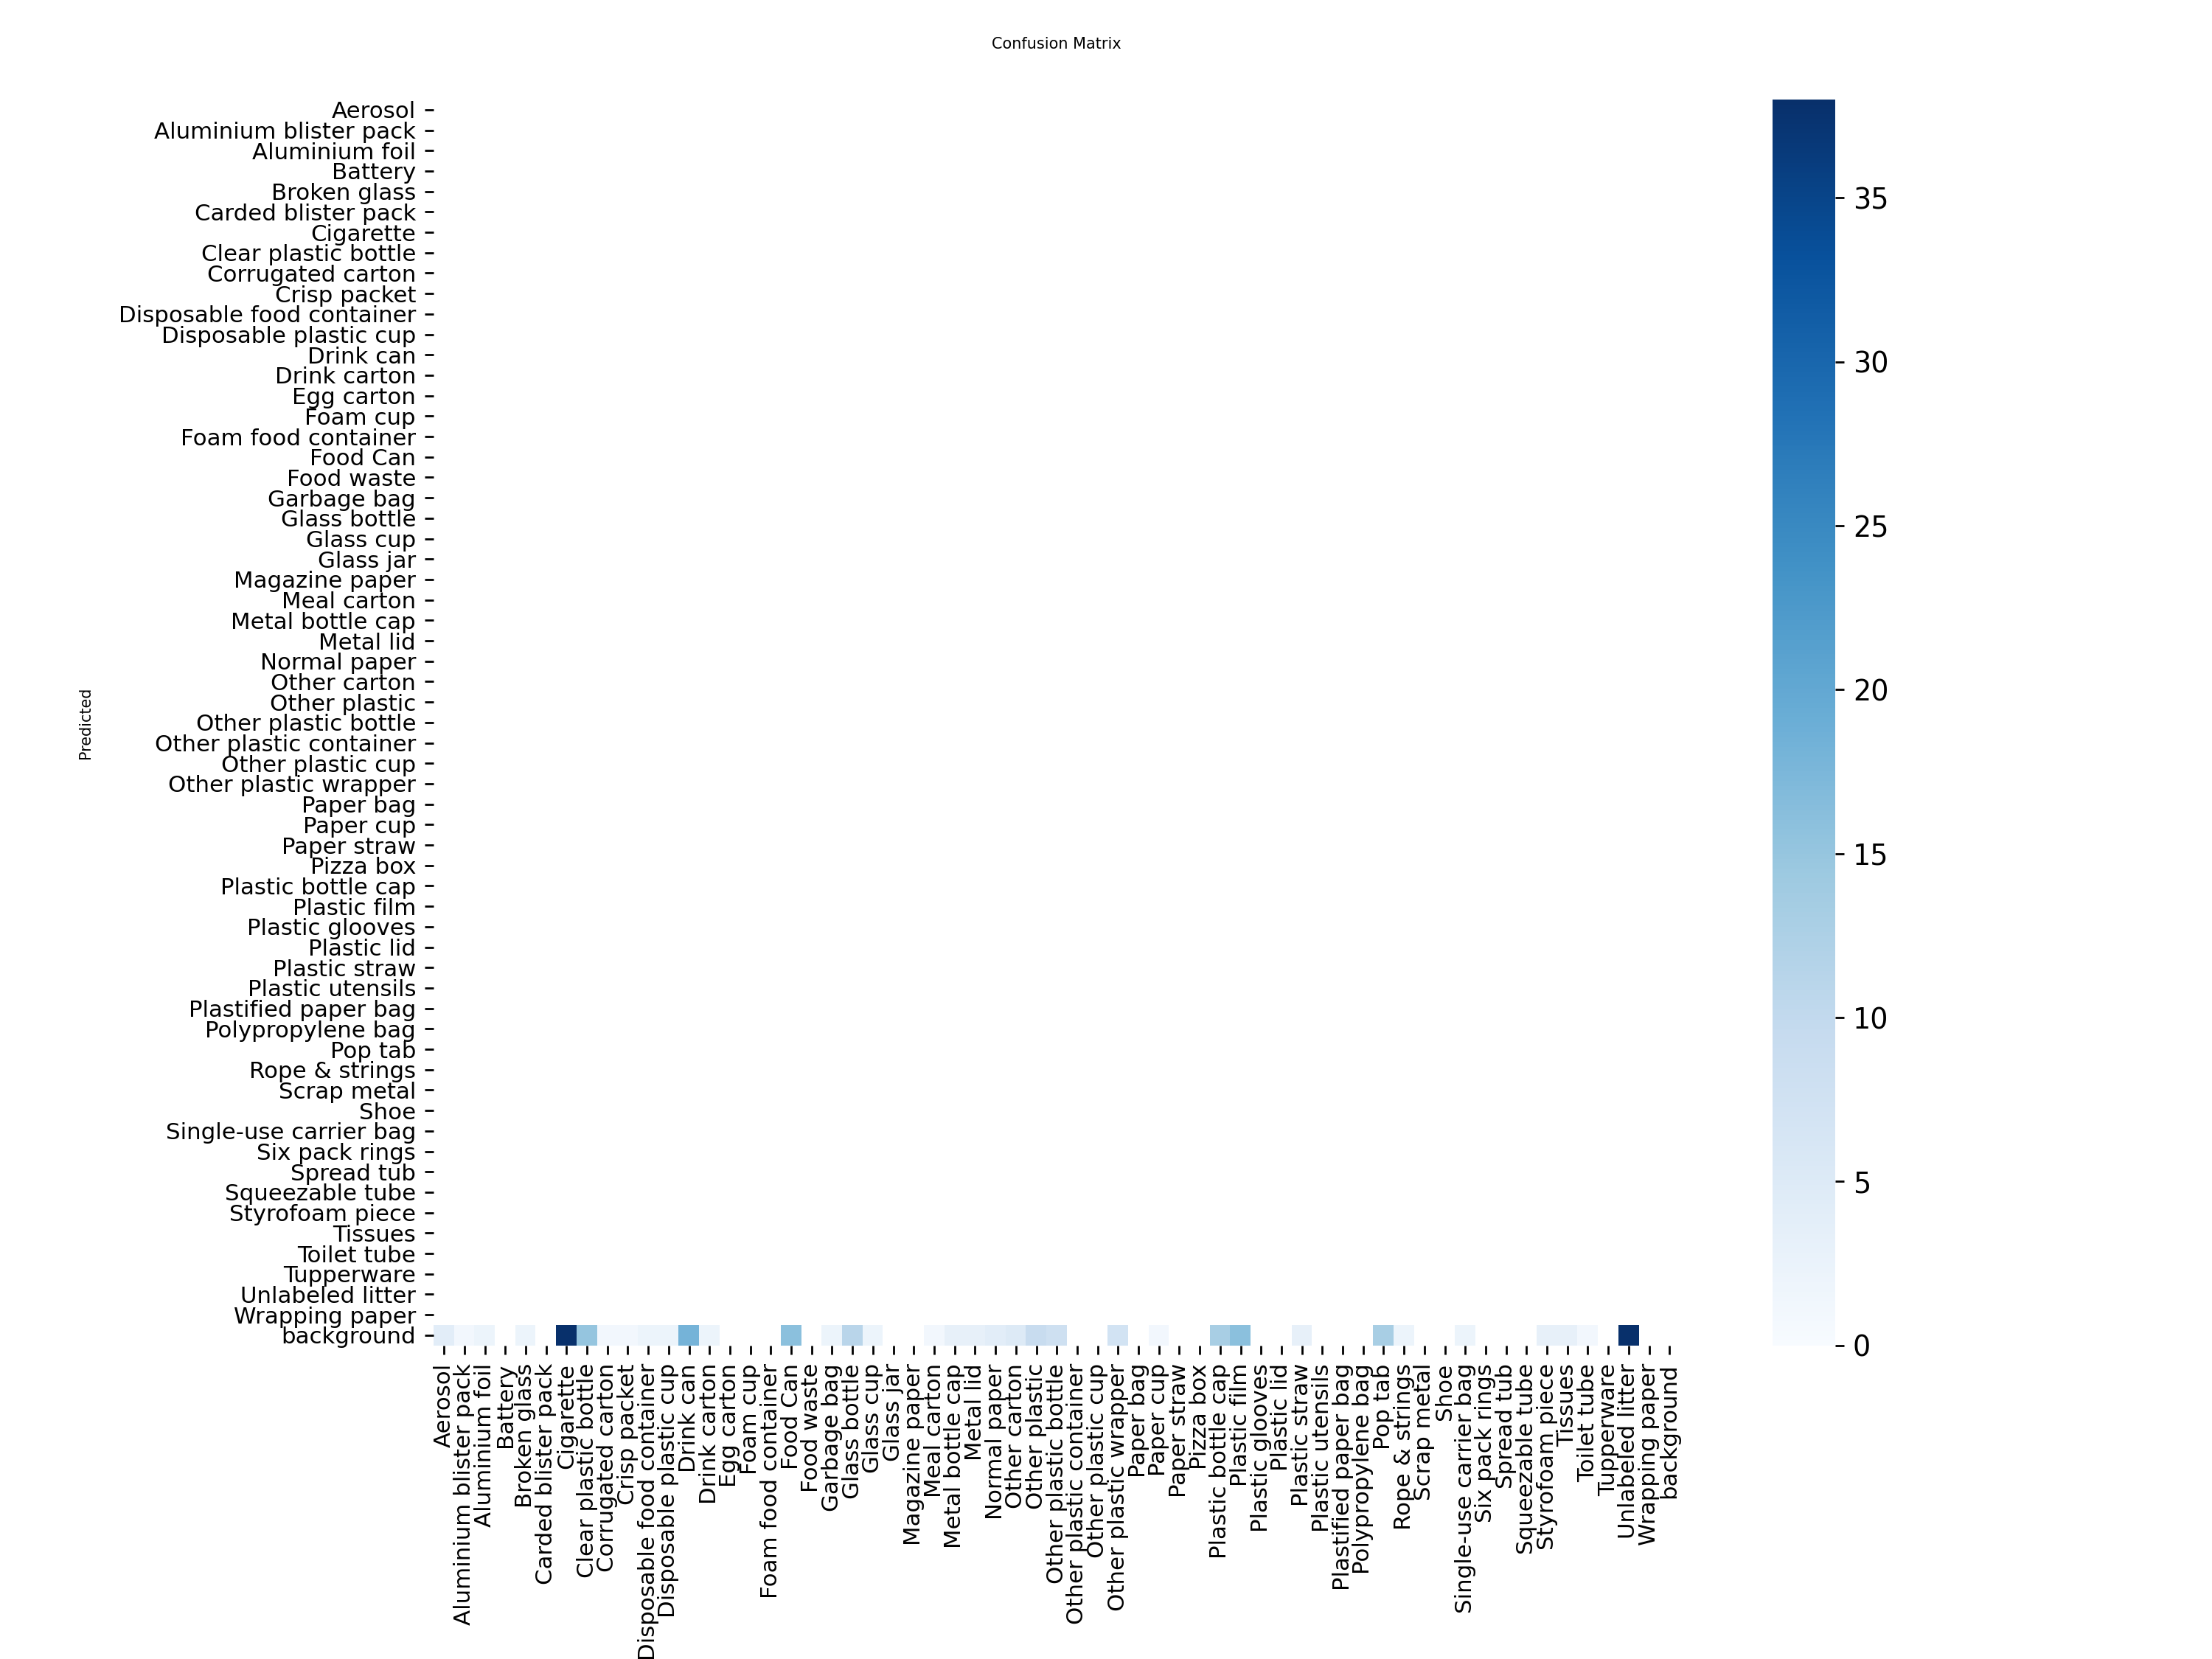 Confusion Matrix
Predicted
Aerosol
Aluminium blister pack
Aluminium foil
Battery
Broken glass
Carded blister pack
Cigarette
Clear plastic bottle
Corrugated carton
Crisp packet
Disposable food container
Disposable plastic cup
Drink can
Drink carton
Egg carton
Foam cup
Foam food container
Food Can
Food waste
Garbage bag
Glass bottle
Glass cup
Glass jar
Magazine paper
Meal carton
Metal bottle cap
Metal lid
Normal paper
Other carton
Other plastic
Other plastic bottle
Other plastic container
Other plastic cup
Other plastic wrapper
Paper bag
Paper cup
Paper straw
Pizza box
Plastic bottle cap
Plastic film
Plastic glooves
Plastic lid
Plastic straw
Plastic utensils
Plastified paper bag
Polypropylene bag
Pop tab
Rope & strings
Scrap metal
Shoe
Single-use carrier bag
Six pack rings
Spread tub
Squeezable tube
Styrofoam piece
Tissues
Toilet tube
Tupperware
Unlabeled litter
Wrapping paper
background
Aerosol
Aluminium blister pack
Aluminium foil
Battery
Broken glass
Carded blister pack
Cigarette
Clear plastic bottle
Corrugated carton
Crisp packet
Disposable food container
Disposable plastic cup
Drink can
Drink carton
Egg carton
Foam cup
Foam food container
Food Can
Food waste
Garbage bag
Glass bottle
Glass cup
Glass jar
Magazine paper
Meal carton
Metal bottle cap
Metal lid
Normal paper
Other carton
Other plastic
Other plastic bottle
Other plastic container
Other plastic cup
Other plastic wrapper
Paper bag
Paper cup
Paper straw
Pizza box
Plastic bottle cap
Plastic film
Plastic glooves
Plastic lid
Plastic straw
Plastic utensils
Plastified paper bag
Polypropylene bag
Pop tab
Rope & strings
Scrap metal
Shoe
Single-use carrier bag
Six pack rings
Spread tub
Squeezable tube
Styrofoam piece
Tissues
Toilet tube
Tupperware
Unlabeled litter
Wrapping paper
background
35
30
25
20
15
10
5
0